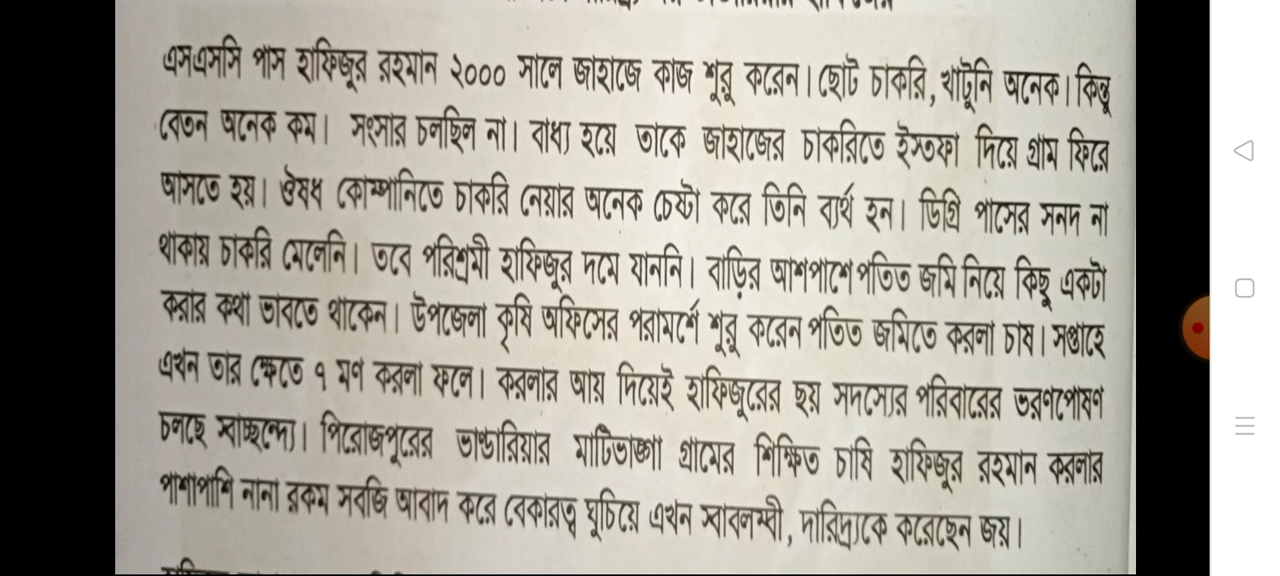 এসএসসি পাস হাফিজুর রহমান ২০০০ সালে জাহাজে কাজ শুরু করেন। ছোট চাকরি, খাটুনি অনেক। কিন্তু
বেতন অনেক কম। সংসার চলছিল না। বাধ্য হয়ে তাকে জাহাজের চাকরিতে ইস্তফা দিয়ে গ্রাম ফিরে
আসতে হয়। ঔষধ কোম্পানিতে চাকরি নেয়ার অনেক চেষ্টা করে তিনি ব্যর্থ হন। ডিগ্রি পাসের সনদ না
থাকায় চাকরি মেলেনি। তবে পরিশ্রমী হাফিজুর দমে যাননি। বাড়ির আশপাশে পতিত জমি নিয়ে কিছু একটা
করার কথা ভাবতে থাকেন। উপজেলা কৃষি অফিসের পরামর্শে শুরু করেন পতিত জমিতে করলা চাষ। সপ্তাহে
এখন তার ক্ষেতে ৭ মণ করলা ফলে। করলার আয় দিয়েই হাফিজুরের ছয় সদস্যের পরিবারের ভরণপোষণ
চলছে স্বাচ্ছন্দ্যে। পিরোজপুরের ভান্ডারিয়ার মাটিভাঙ্গা গ্রামের শিক্ষিত চাষি হাফিজুর রহমান করলার
পাশাপাশি নানা রকম সবজি আবাদ করে বেকারত্ব ঘুচিয়ে এখন স্বাবলম্বী, দারিদ্র্যকে করেছেন জয়।